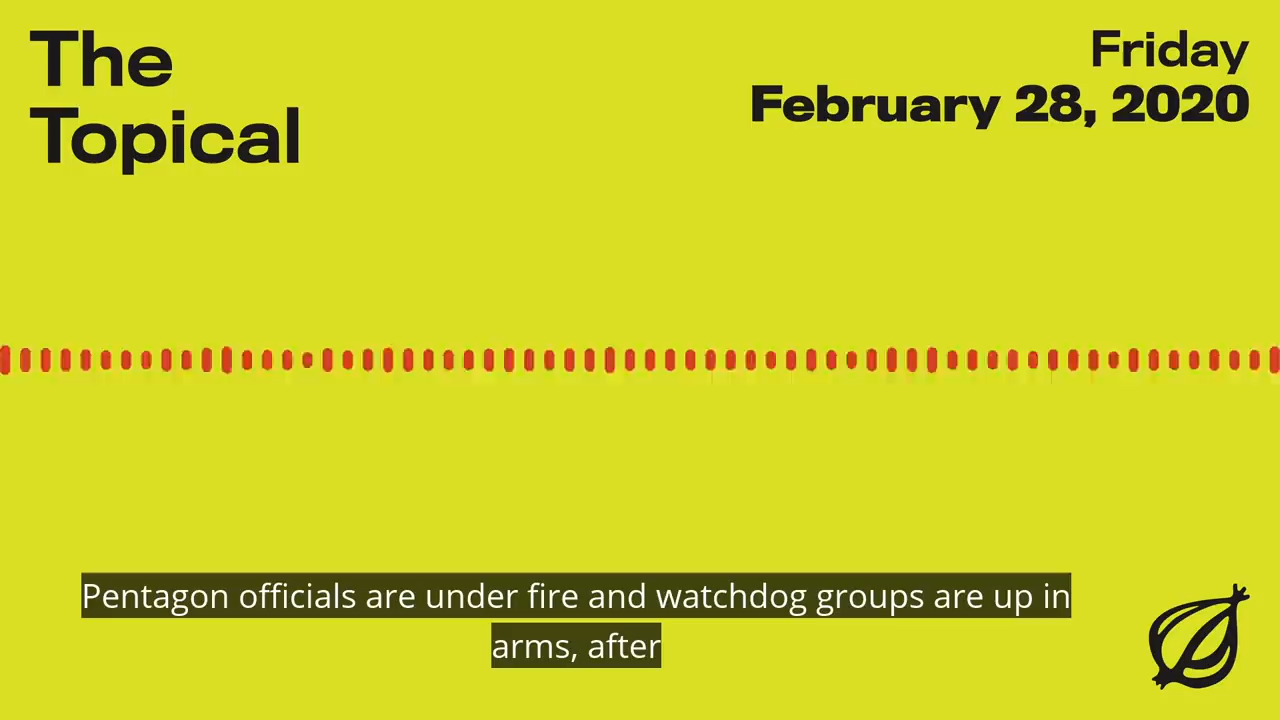 The
Topical
Friday
February 28, 2020
Pentagon officials are under fire and watchdog groups are up in
arms, after